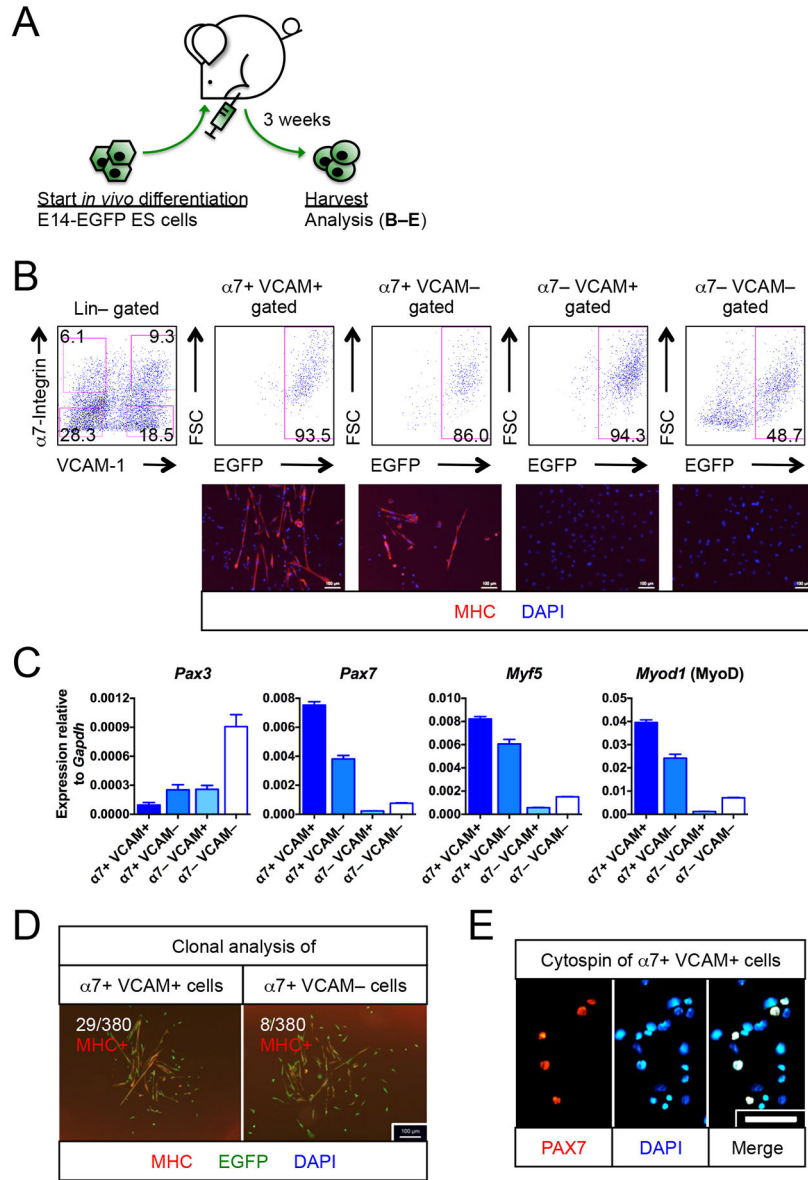 A
3 weeks
Start in vivo differentiation
E14-EGFP ES cells
Harvest
Analysis (B–E)
B
Lin– gated
α7+ VCAM+
gated
α7+ VCAM–
gated
α7– VCAM+
gated
α7– VCAM–
gated
α7-Integrin
6.1
9.3
28.3
18.5
VCAM-1
FSC
93.5
EGFP
FSC
86.0
EGFP
FSC
94.3
EGFP
FSC
48.7
EGFP
100 µm
100 µm
100 µm
100 µm
MHC DAPI
C
Expression relative
to Gapdh
Pax3
0.0012
0.0009
0.0006
0.0003
0.0000
α7+ VCAM+
α7+ VCAM–
α7– VCAM+
α7– VCAM–
Pax7
0.008
0.006
0.004
0.002
0.000
α7+ VCAM+
α7+ VCAM–
α7– VCAM+
α7– VCAM–
Myf5
0.010
0.008
0.006
0.004
0.002
0.000
α7+ VCAM+
α7+ VCAM–
α7– VCAM+
α7– VCAM–
Myod1 (MyoD)
0.05
0.04
0.03
0.02
0.01
0.00
α7+ VCAM+
α7+ VCAM–
α7– VCAM+
α7– VCAM–
D
Clonal analysis of
α7+ VCAM+ cells
α7+ VCAM– cells
29/380
MHC+
8/380
MHC+
100 µm
MHC EGFP DAPI
E
Cytospin of α7+ VCAM+ cells
PAX7
DAPI
Merge